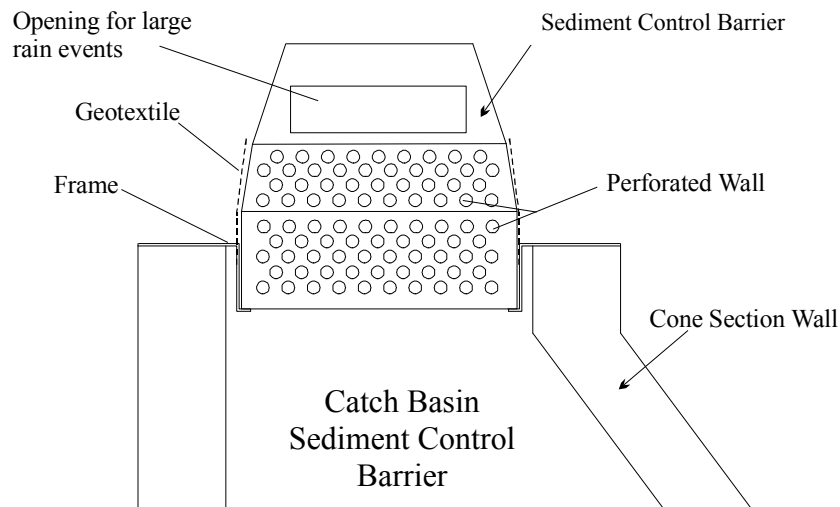 Opening for large
rain events
Sediment Control Barrier
Geotextile
Frame
Perforated Wall
Cone Section Wall
Catch Basin
Sediment Control
Barrier